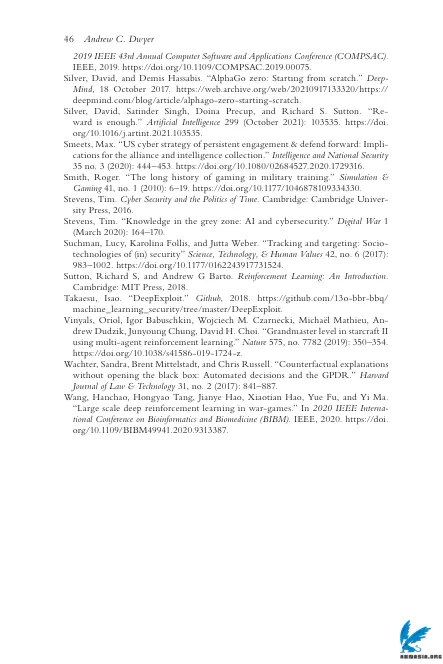 46 Andrew C. Dwyer
2019 IEEE 43rd Annual Computer Software and Applications Conference (COMPSAC).
IEEE, 2019. https://doi.org/10.1109/COMPSAC.2019.00075.
Silver, David, and Demis Hassabis. “AlphaGo zero: Starting from scratch.” Deep-
Mind, 18 October 2017. https://web.archive.org/web/20210917133320/https://
deepmind.com/blog/article/alphago-zero-starting-scratch.
Silver, David, Satinder Singh, Doina Precup, and Richard S. Sutton. “Re-
ward is enough.” Artificial Intelligence 299 (October 2021): 103535. https://doi.
org/10.1016/j.artint.2021.103535.
Smeets, Max. “US cyber strategy of persistent engagement & defend forward: Impli-
cations for the alliance and intelligence collection.” Intelligence and National Security
35 no. 3 (2020): 444–453. https://doi.org/10.1080/02684527.2020.1729316.
Smith, Roger. “The long history of gaming in military training.” Simulation &
Gaming 41, no. 1 (2010): 6–19. https://doi.org/10.1177/1046878109334330.
Stevens, Tim. Cyber Security and the Politics of Time. Cambridge: Cambridge Univer-
sity Press, 2016.
Stevens, Tim. “Knowledge in the grey zone: AI and cybersecurity.” Digital War 1
(March 2020): 164–170.
Suchman, Lucy, Karolina Follis, and Jutta Weber. “Tracking and targeting: Socio-
technologies of (in) security” Science, Technology, & Human Values 42, no. 6 (2017):
983–1002. https://doi.org/10.1177/0162243917731524.
Sutton, Richard S, and Andrew G Barto. Reinforcement Learning: An Introduction.
Cambridge: MIT Press, 2018.
Takaesu, Isao. “DeepExploit.” Github, 2018. https://github.com/13o-bbr-bbq/
machine_learning_security/tree/master/DeepExploit.
Vinyals, Oriol, Igor Babuschkin, Wojciech M. Czarnecki, Michaël Mathieu, An-
drew Dudzik, Junyoung Chung, David H. Choi. “Grandmaster level in starcraft II
using multi-agent reinforcement learning.” Nature 575, no. 7782 (2019): 350–354.
https://doi.org/10.1038/s41586-019-1724-z.
Wachter, Sandra, Brent Mittelstadt, and Chris Russell. “Counterfactual explanations
without opening the black box: Automated decisions and the GPDR.” Harvard
Journal of Law & Technology 31, no. 2 (2017): 841–887.
Wang, Hanchao, Hongyao Tang, Jianye Hao, Xiaotian Hao, Yue Fu, and Yi Ma.
“Large scale deep reinforcement learning in war-games.” In 2020 IEEE Interna-
tional Conference on Bioinformatics and Biomedicine (BIBM). IEEE, 2020. https://doi.
org/10.1109/BIBM49941.2020.9313387.